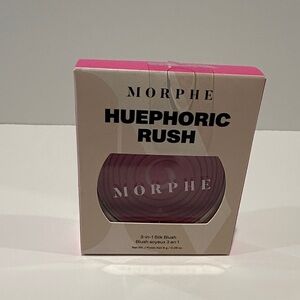 MORPHE
HUEPHORIC
RUSH
MORPHE
3-in-1 Silk Blush
Blush soyeux 3 en 1